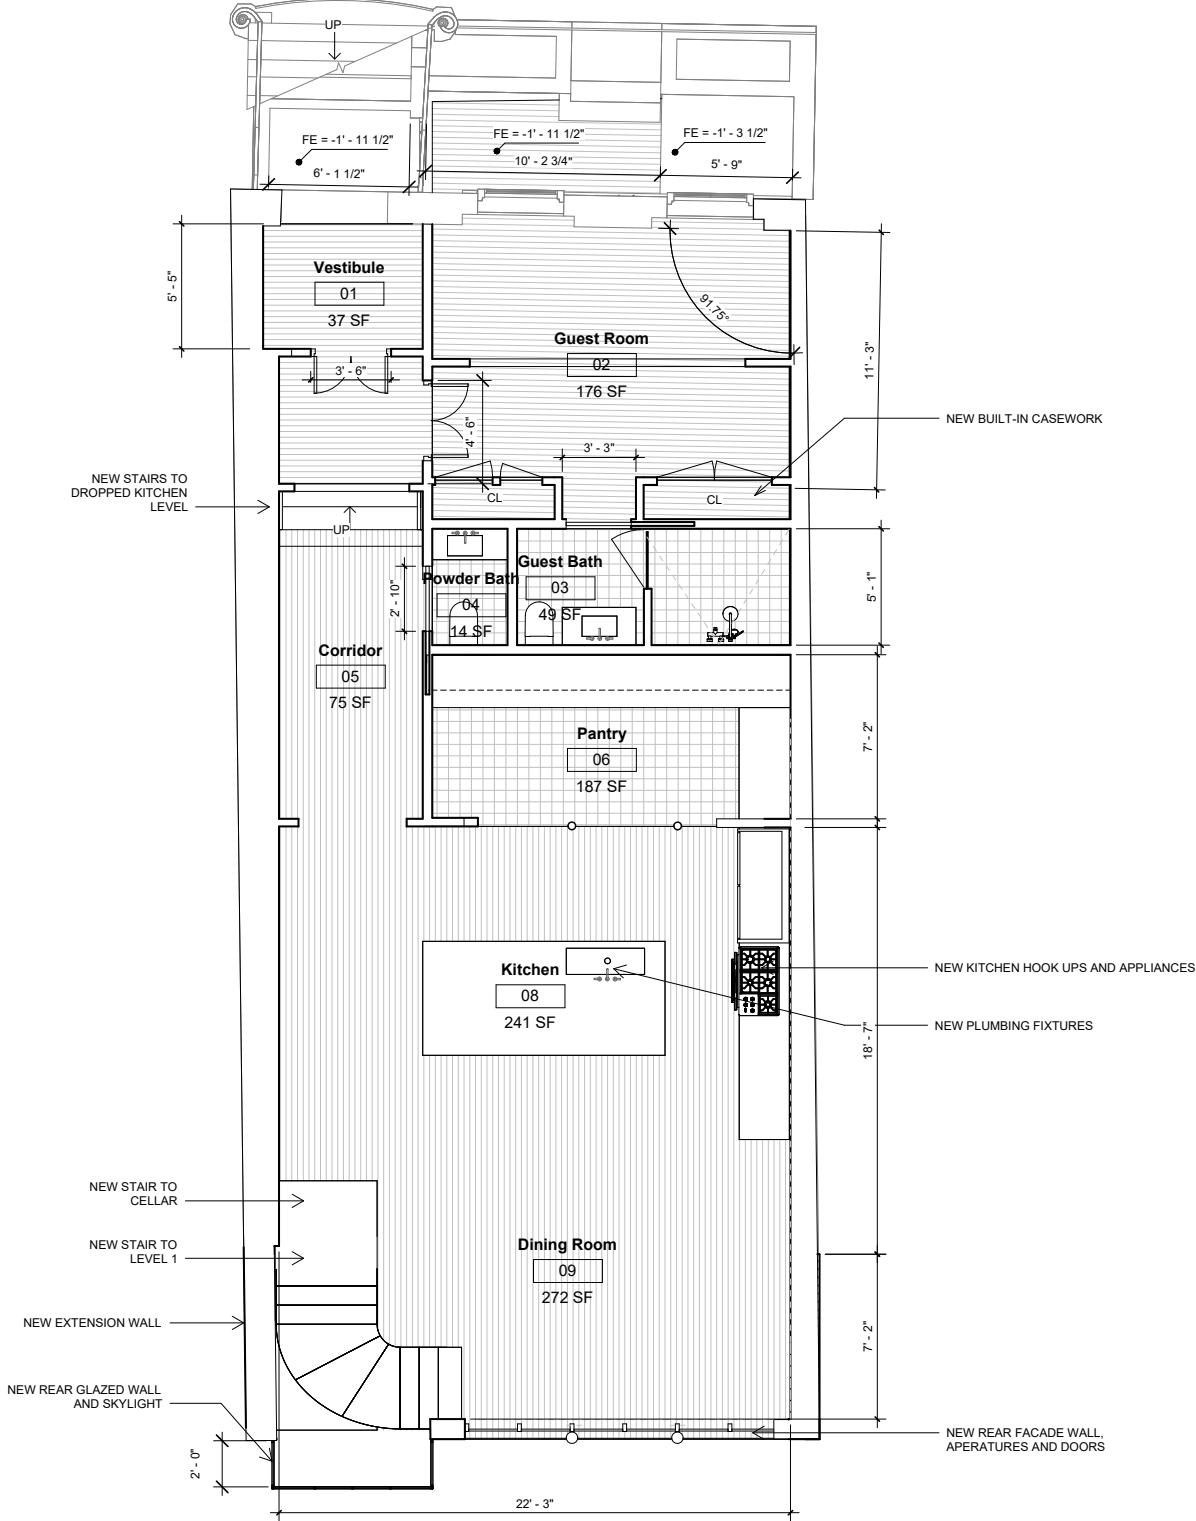 UP
FE = -1' - 11 1/2"
FE = -1' - 11 1/2"
FE = -1' - 3 1/2"
6' - 1 1/2"
10' - 2 3/4"
5' - 9"
5' - 5"
Vestibule
01
37 SF
91.75°
Guest Room
02
176 SF
11' - 3"
3' - 6"
4' - 6"
3' - 3"
NEW BUILT-IN CASEWORK
NEW STAIRS TO
DROPPED KITCHEN
LEVEL
CL
CL
UP
Powder Bath
04
14 SF
Guest Bath
03
49 SF
2' - 10"
5' - 1"
Corridor
05
75 SF
Pantry
06
187 SF
7' - 2"
Kitchen
08
241 SF
NEW KITCHEN HOOK UPS AND APPLIANCES
NEW PLUMBING FIXTURES
18' - 7"
NEW STAIR TO
CELLAR
NEW STAIR TO
LEVEL 1
Dining Room
09
272 SF
NEW EXTENSION WALL
7' - 2"
NEW REAR GLAZED WALL
AND SKYLIGHT
NEW REAR FACADE WALL,
APERATURES AND DOORS
2' - 0"
22' - 3"